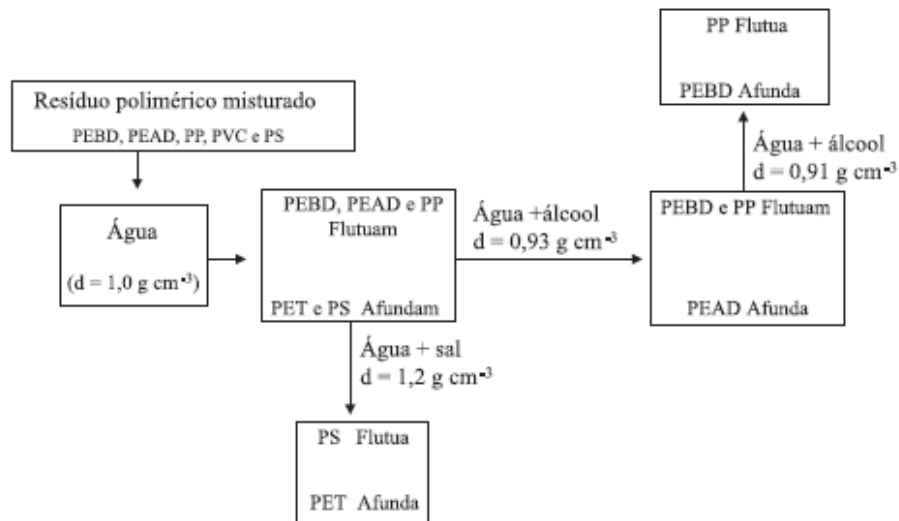 PP Flutua
PEBD Afunda
Resíduo polimérico misturado
PEBD, PEAD, PP, PVC e PS
Água + álcool
d = 0,91 g cm⁻³
Água
(d = 1,0 g cm⁻³)
PEBD, PEAD e PP
Flutuam
PET e PS Afundam
Água +álcool
d = 0,93 g cm⁻³
PEBD e PP Flutuam
PEAD Afunda
Água + sal
d = 1,2 g cm⁻³
PS Flutua
PET Afunda